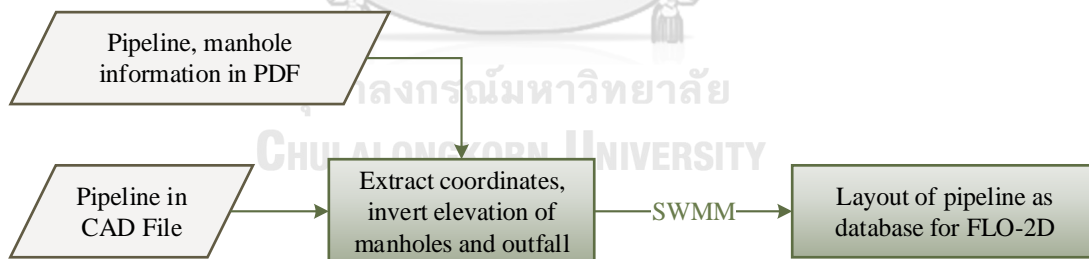 Pipeline, manhole
information in PDF
จุฬาลงกรณ์มหาวิทยาลัย
CHULALONGKORN UNIVERSITY
Pipeline in
CAD File
Extract coordinates,
invert elevation of
manholes and outfall
SWMM
Layout of pipeline as
database for FLO-2D